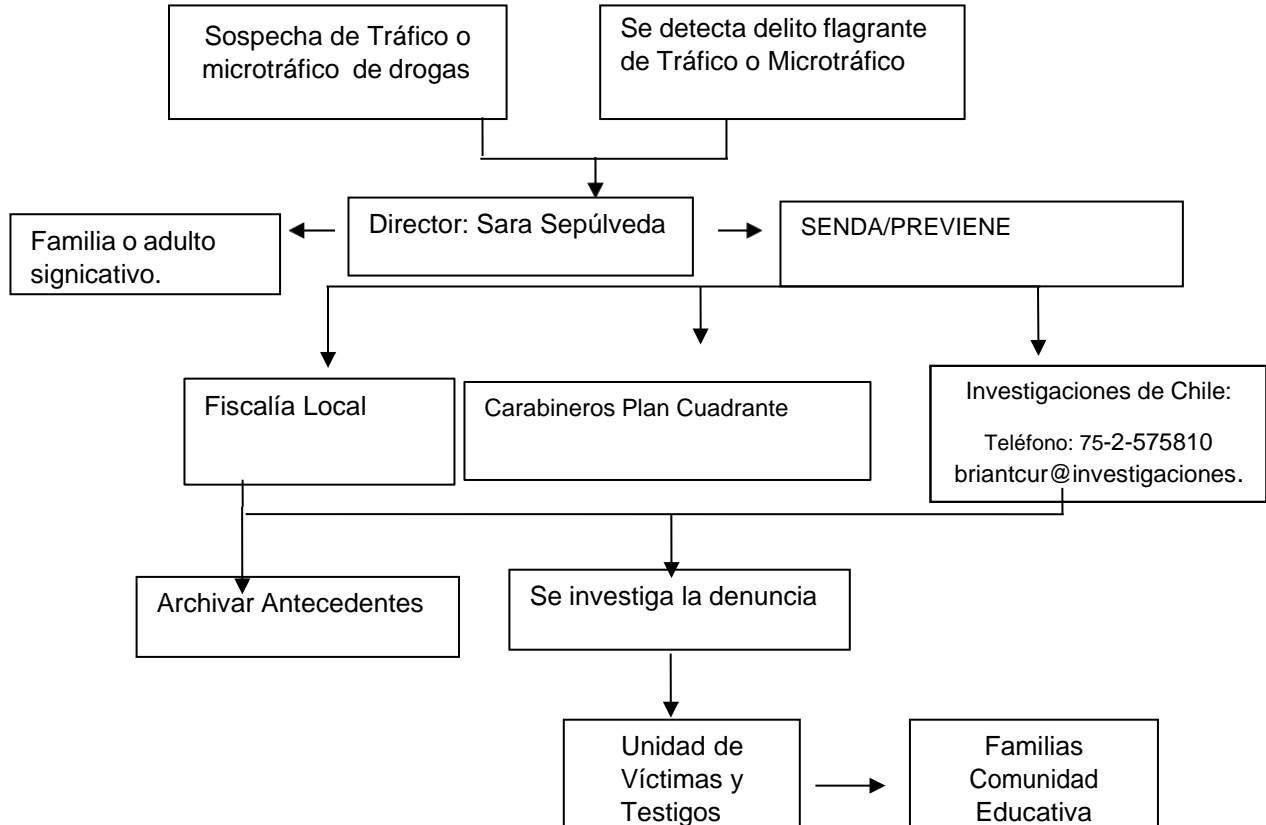 Sospecha de Tráfico o
microtráfico de drogas
Se detecta delito flagrante
de Tráfico o Microtráfico
Familia o adulto
signicativo.
Director: Sara Sepúlveda
SENDA/PREVIENE
Fiscalía Local
Carabineros Plan Cuadrante
Investigaciones de Chile:
Teléfono: 75-2-575810
briantcur@investigaciones.
Archivar Antecedentes
Se investiga la denuncia
Unidad de
Víctimas y
Testigos
Familias
Comunidad
Educativa